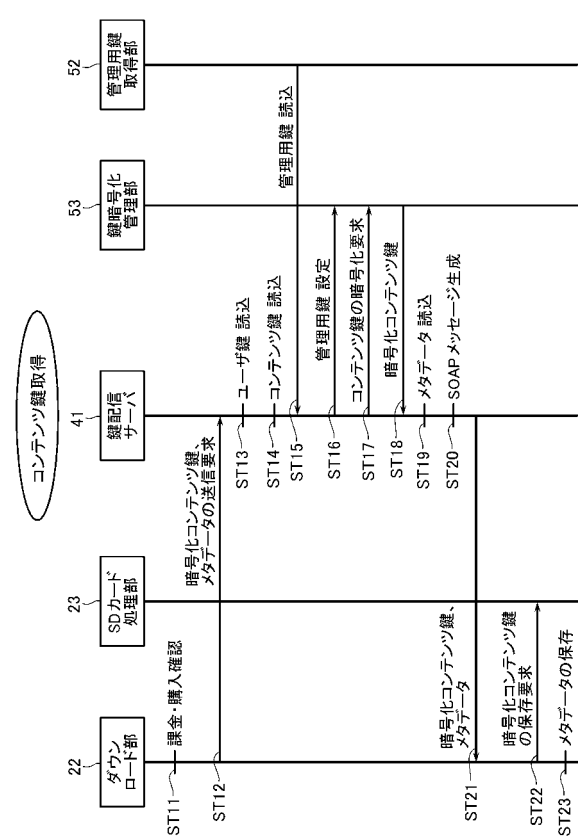 コンテンツ鍵取得
22
ダウン
ロード部
23
SDカード
処理部
41
鍵配信
サーバ
53
鍵暗号化
管理部
52
管理用鍵
取得部
ST11
課金・購入確認
ST12
暗号化コンテンツ鍵、
メタデータの送信要求
ST13
ユーザ鍵 読込
ST14
コンテンツ鍵 読込
ST15
管理用鍵 読込
ST16
管理用鍵 設定
ST17
コンテンツ鍵の暗号化要求
ST18
暗号化コンテンツ鍵
ST19
メタデータ 読込
ST20
SOAPメッセージ生成
ST21
暗号化コンテンツ鍵、
メタデータ
ST22
暗号化コンテンツ鍵
の保存要求
ST23
メタデータの保存